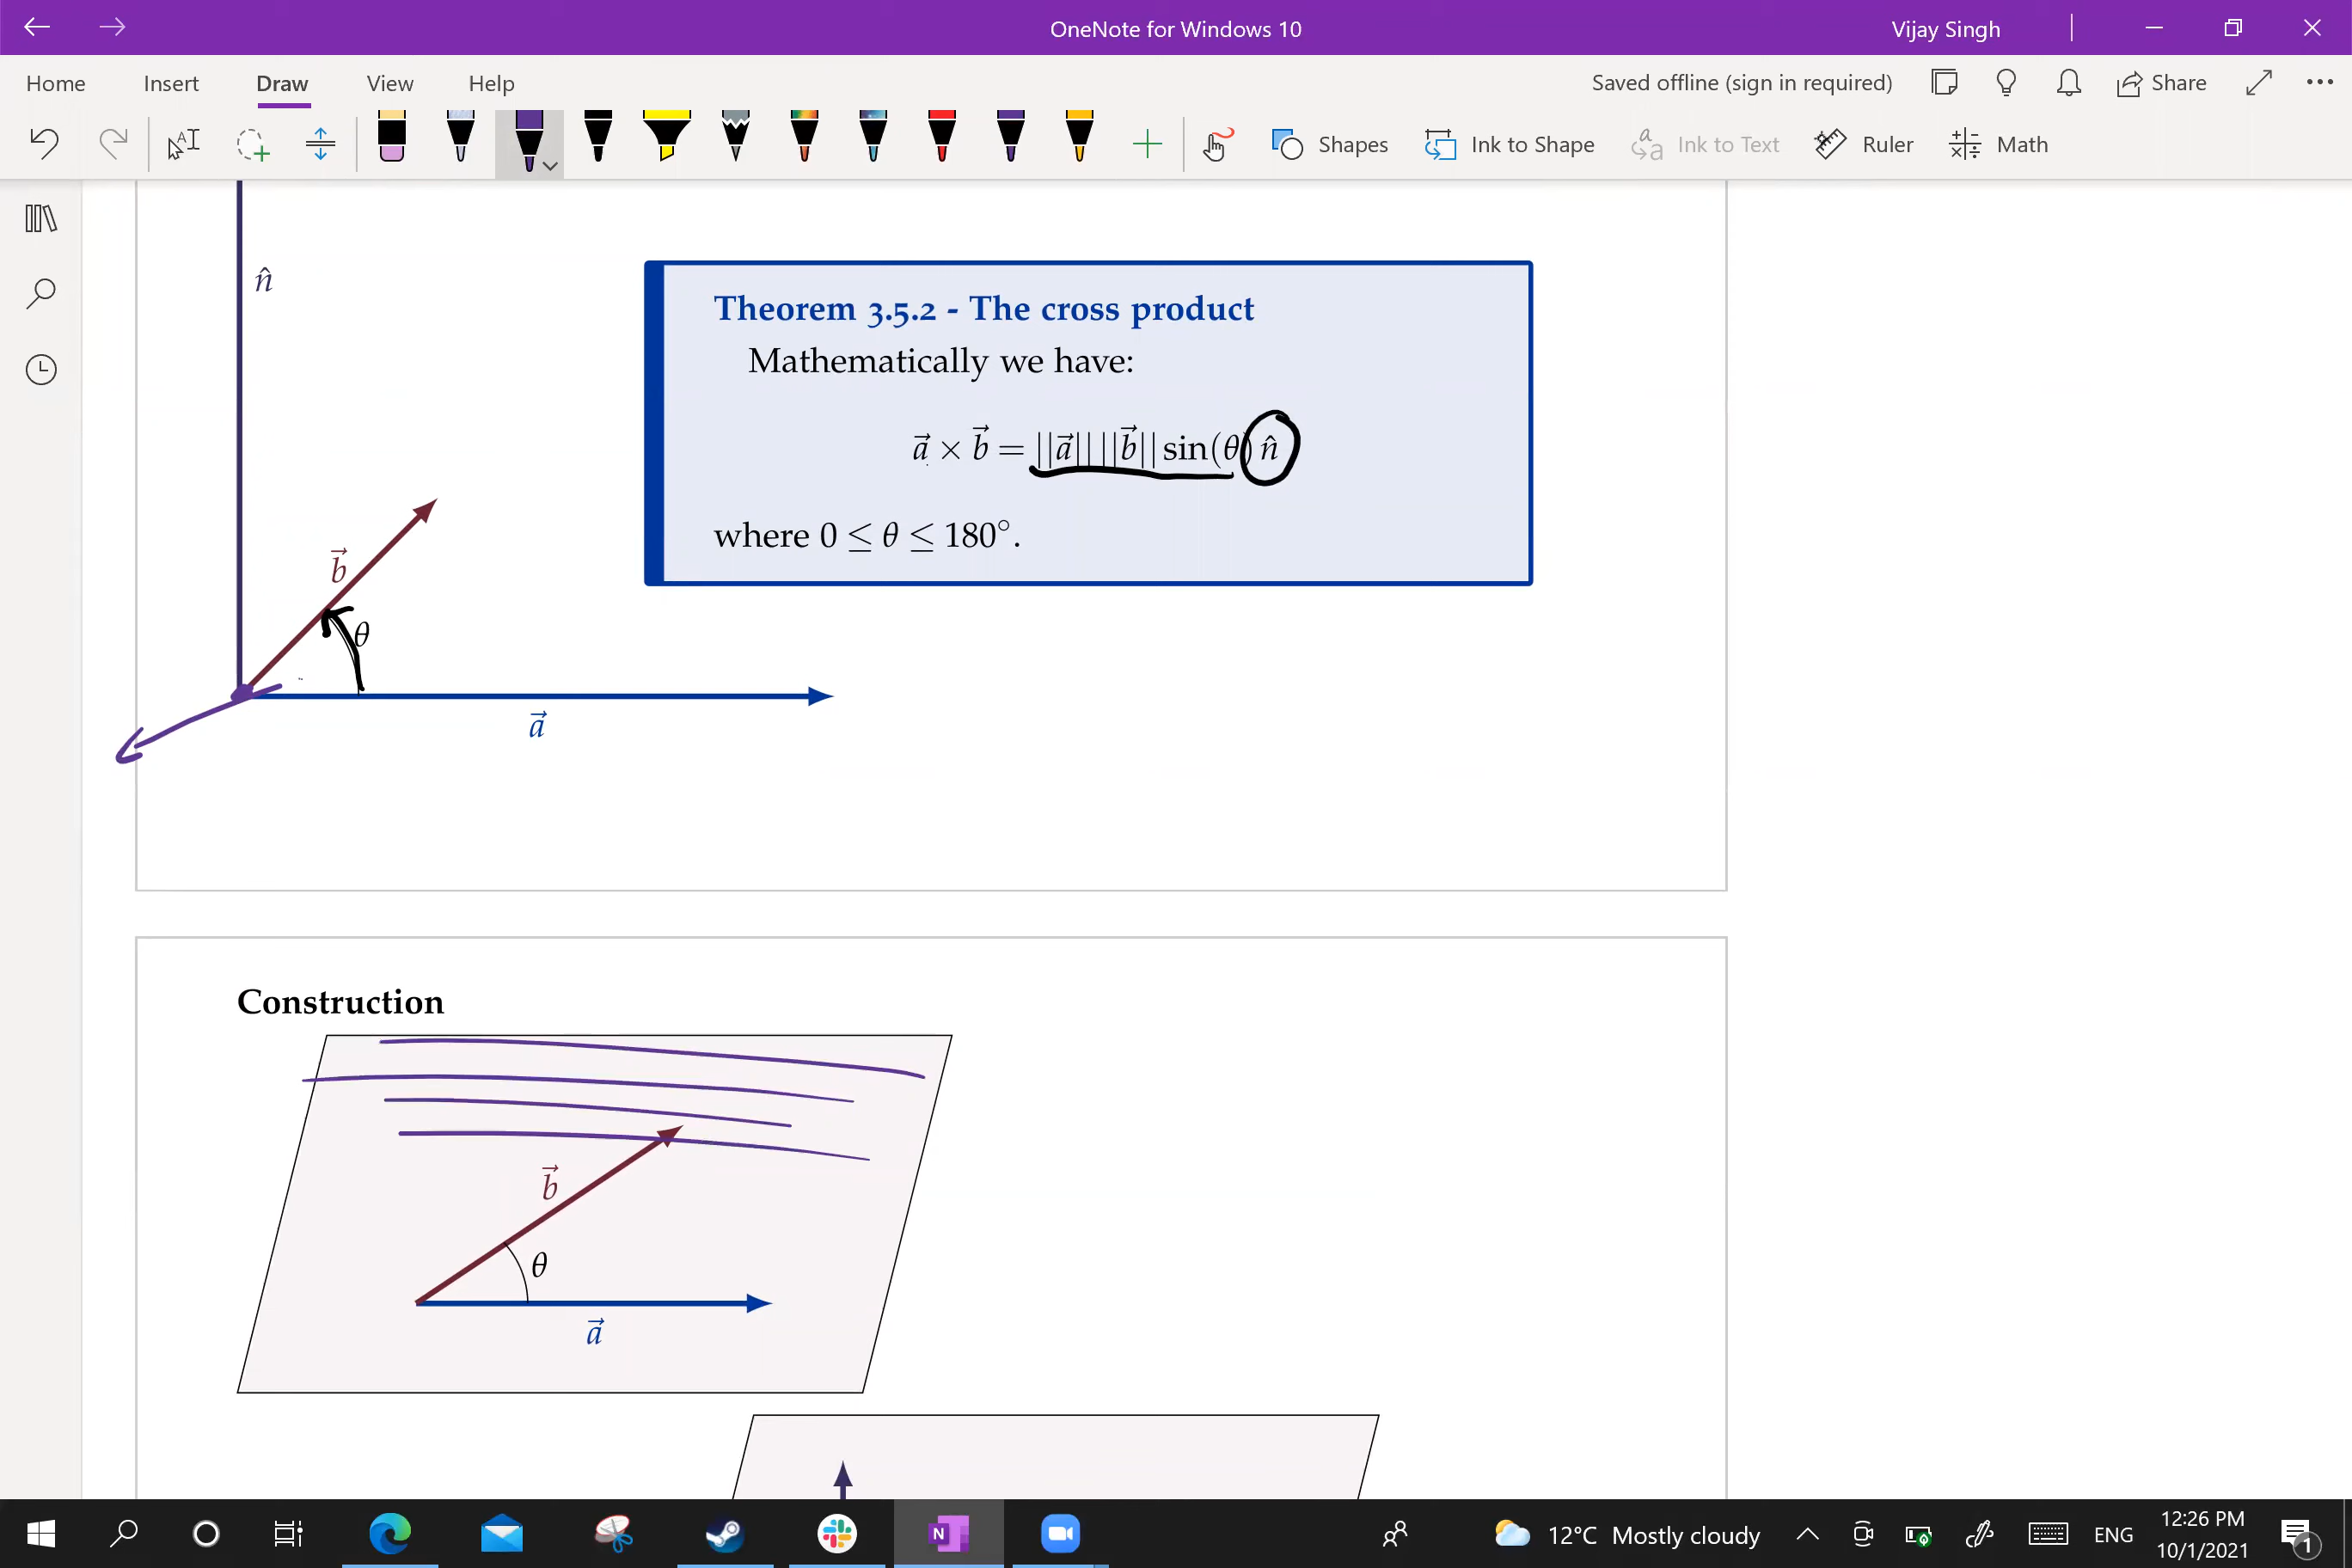 OneNote for Windows 10
Vijay Singh
Home Insert Draw View Help
Saved offline (sign in required)
Share
Shapes Ink to Shape Ink to Text Ruler Math
n̂
Theorem 3.5.2 - The cross product
Mathematically we have:
a⃗ × b⃗ = ||a⃗|| ||b⃗|| sin(θ) n̂
where 0 ≤ θ ≤ 180°.
b⃗
θ
a⃗
Construction
b⃗
θ
a⃗
12°C Mostly cloudy
ENG
12:26 PM
10/1/2021
1